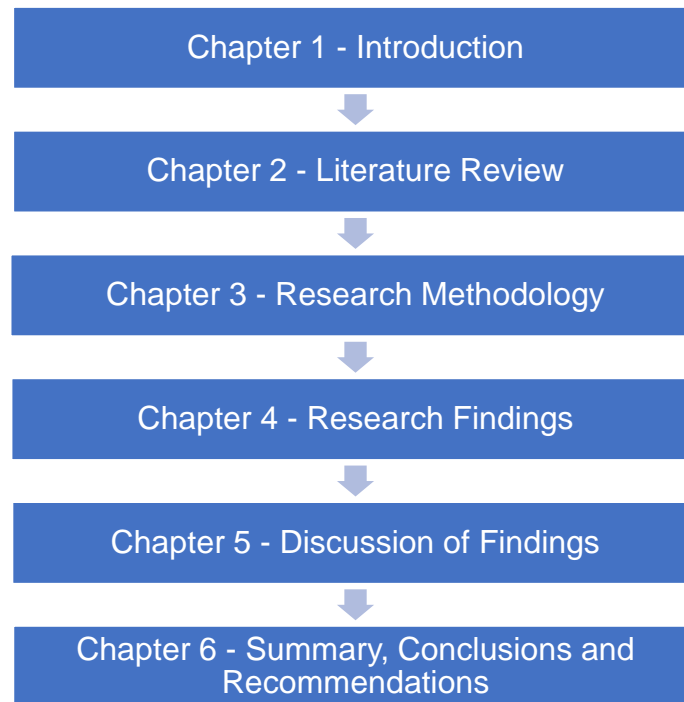 Chapter 1 - Introduction
Chapter 2 - Literature Review
Chapter 3 - Research Methodology
Chapter 4 - Research Findings
Chapter 5 - Discussion of Findings
Chapter 6 - Summary, Conclusions and
Recommendations